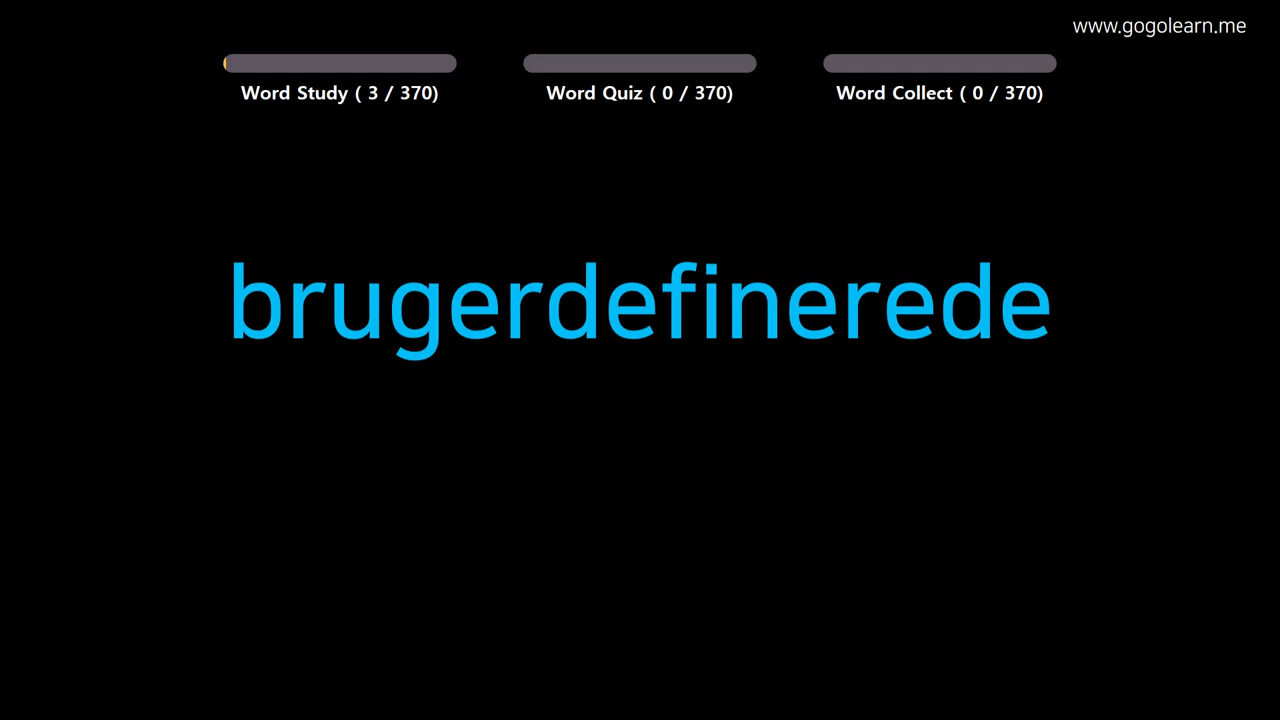 www.gogolearn.me
Word Study ( 3 / 370)
Word Quiz ( 0 / 370)
Word Collect ( 0 / 370)
brugerdefinerede